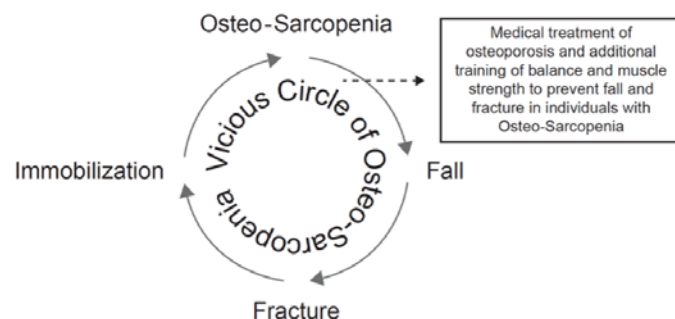 Osteo-Sarcopenia
Medical treatment of
osteoporosis and additional
training of balance and muscle
strength to prevent fall and
fracture in individuals with
Osteo-Sarcopenia
Vicious Circle of Osteo-Sarcopenia
Immobilization
Fall
Fracture